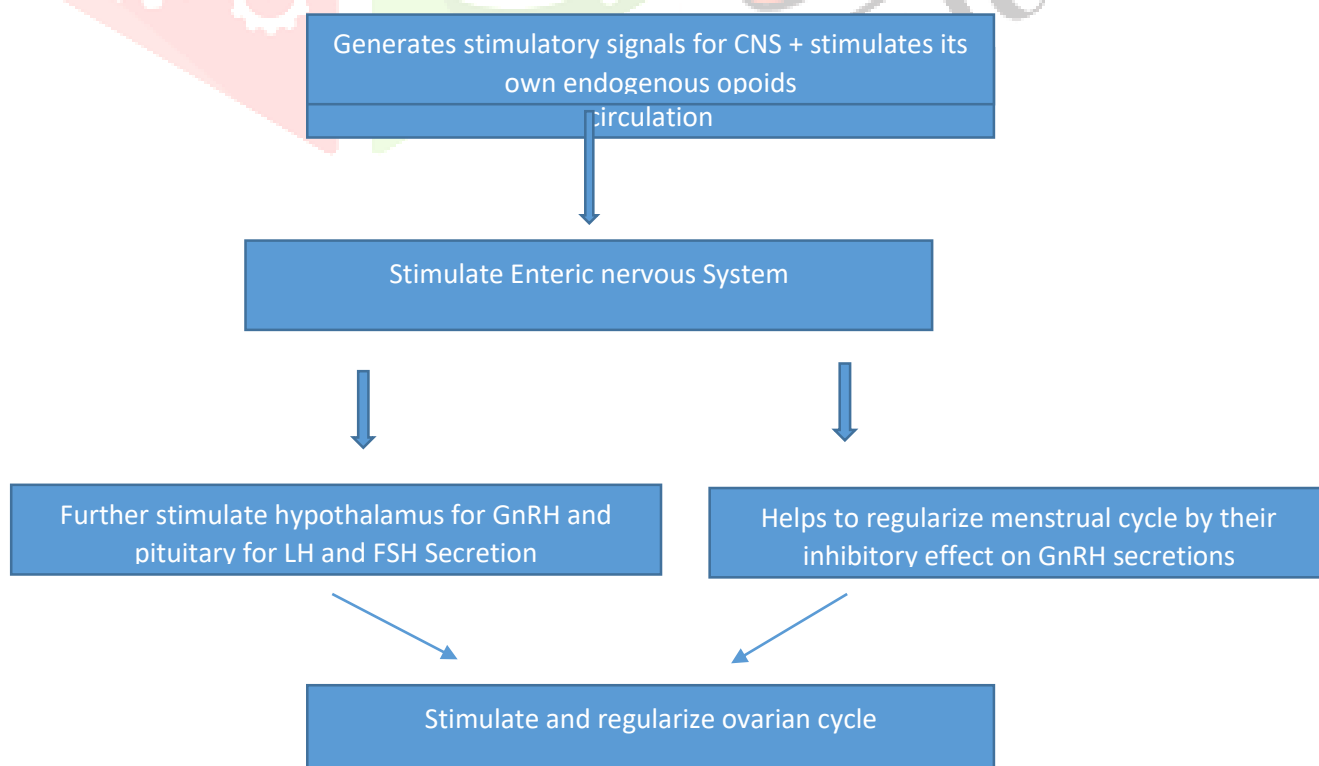 Generates stimulatory signals for CNS + stimulates its
own endogenous opoids
circulation
Stimulate Enteric nervous System
Further stimulate hypothalamus for GnRH and
pituitary for LH and FSH Secretion
Helps to regularize menstrual cycle by their
inhibitory effect on GnRH secretions
Stimulate and regularize ovarian cycle